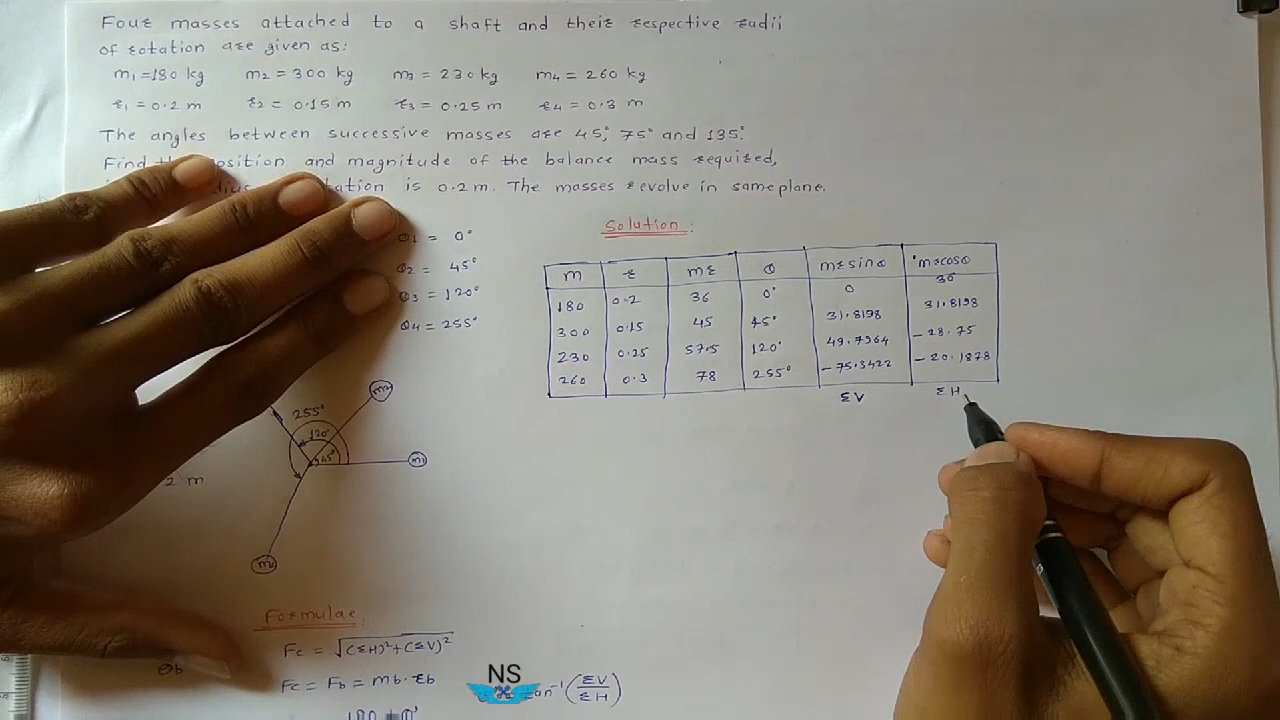 Four masses attached to a shaft and their respective radii
of rotation are given as:
m1 = 180 kg m2 = 300 kg m3 = 230 kg m4 = 260 kg
r1 = 0.2 m r2 = 0.15 m r3 = 0.25 m r4 = 0.3 m
The angles between successive masses are 45°, 75° and 135°.
Find position and magnitude of the balance mass required,
is 0.2 m. The masses revolve in same plane.
Solution:
θ1 = 0°
θ2 = 45°
θ3 = 120°
θ4 = 255°
m r mr θ mrsinθ mrcosθ
180 0.2 36 0° 0 36
300 0.15 45 45° 31.8198 31.8198
230 0.25 57.5 120° 49.7964 -28.75
260 0.3 78 255° -75.3422 -20.1878
ΣV ΣH
m2
255°
120°
45°
m1
2 m
m4
Formulae:
Fc = √(ΣH)²+(ΣV)²
θb
Fc = Fb = mb.rb
tan⁻¹(ΣV/ΣH)
NS